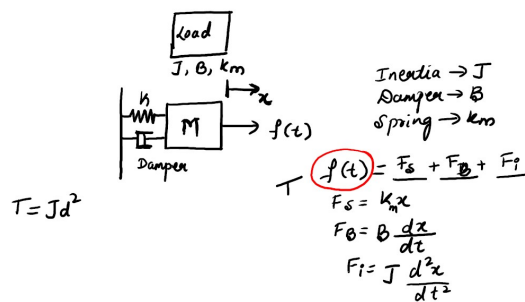 Load
J, B, Km
x
K
M
f(t)
Damper
Inertia → J
Damper → B
Spring → Km
T f(t) = Fs + FB + Fi
Fs = Kmx
FB = B dx/dt
Fi = J d²x/dt²
T = Jd²